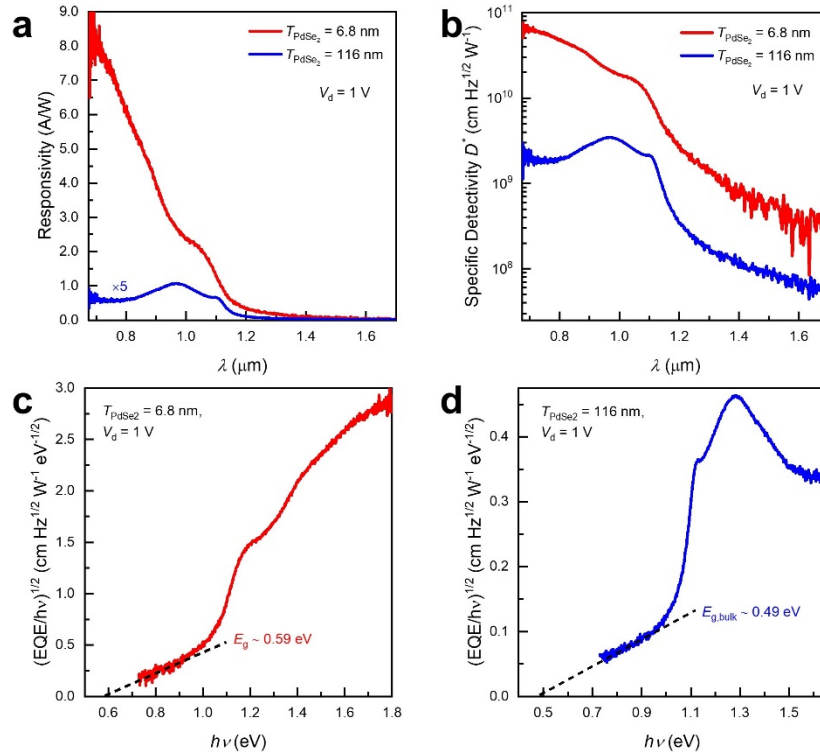 a
9.0
8.0
7.0
6.0
5.0
4.0
3.0
2.0
1.0
0.0
Responsivity (A/W)
T_PdSe₂ = 6.8 nm
T_PdSe₂ = 116 nm
V_d = 1 V
×5
0.8 1.0 1.2 1.4 1.6
λ (μm)
b
10¹¹
10¹⁰
10⁹
10⁸
Specific Detectivity D* (cm Hz^1/2 W⁻¹)
T_PdSe₂ = 6.8 nm
T_PdSe₂ = 116 nm
V_d = 1 V
0.8 1.0 1.2 1.4 1.6
λ (μm)
c
3.0
2.5
2.0
1.5
1.0
0.5
0.0
(EQE/hν)^1/2 (cm Hz^1/2 W⁻¹ eV^-1/2)
T_PdSe2 = 6.8 nm,
V_d = 1 V
E_g ~ 0.59 eV
0.6 0.8 1.0 1.2 1.4 1.6 1.8
hν (eV)
d
0.4
0.3
0.2
0.1
0.0
(EQE/hν)^1/2 (cm Hz^1/2 W⁻¹ eV^-1/2)
T_PdSe2 = 116 nm,
V_d = 1 V
E_g,bulk ~ 0.49 eV
0.5 0.7 0.9 1.1 1.3 1.5
hν (eV)